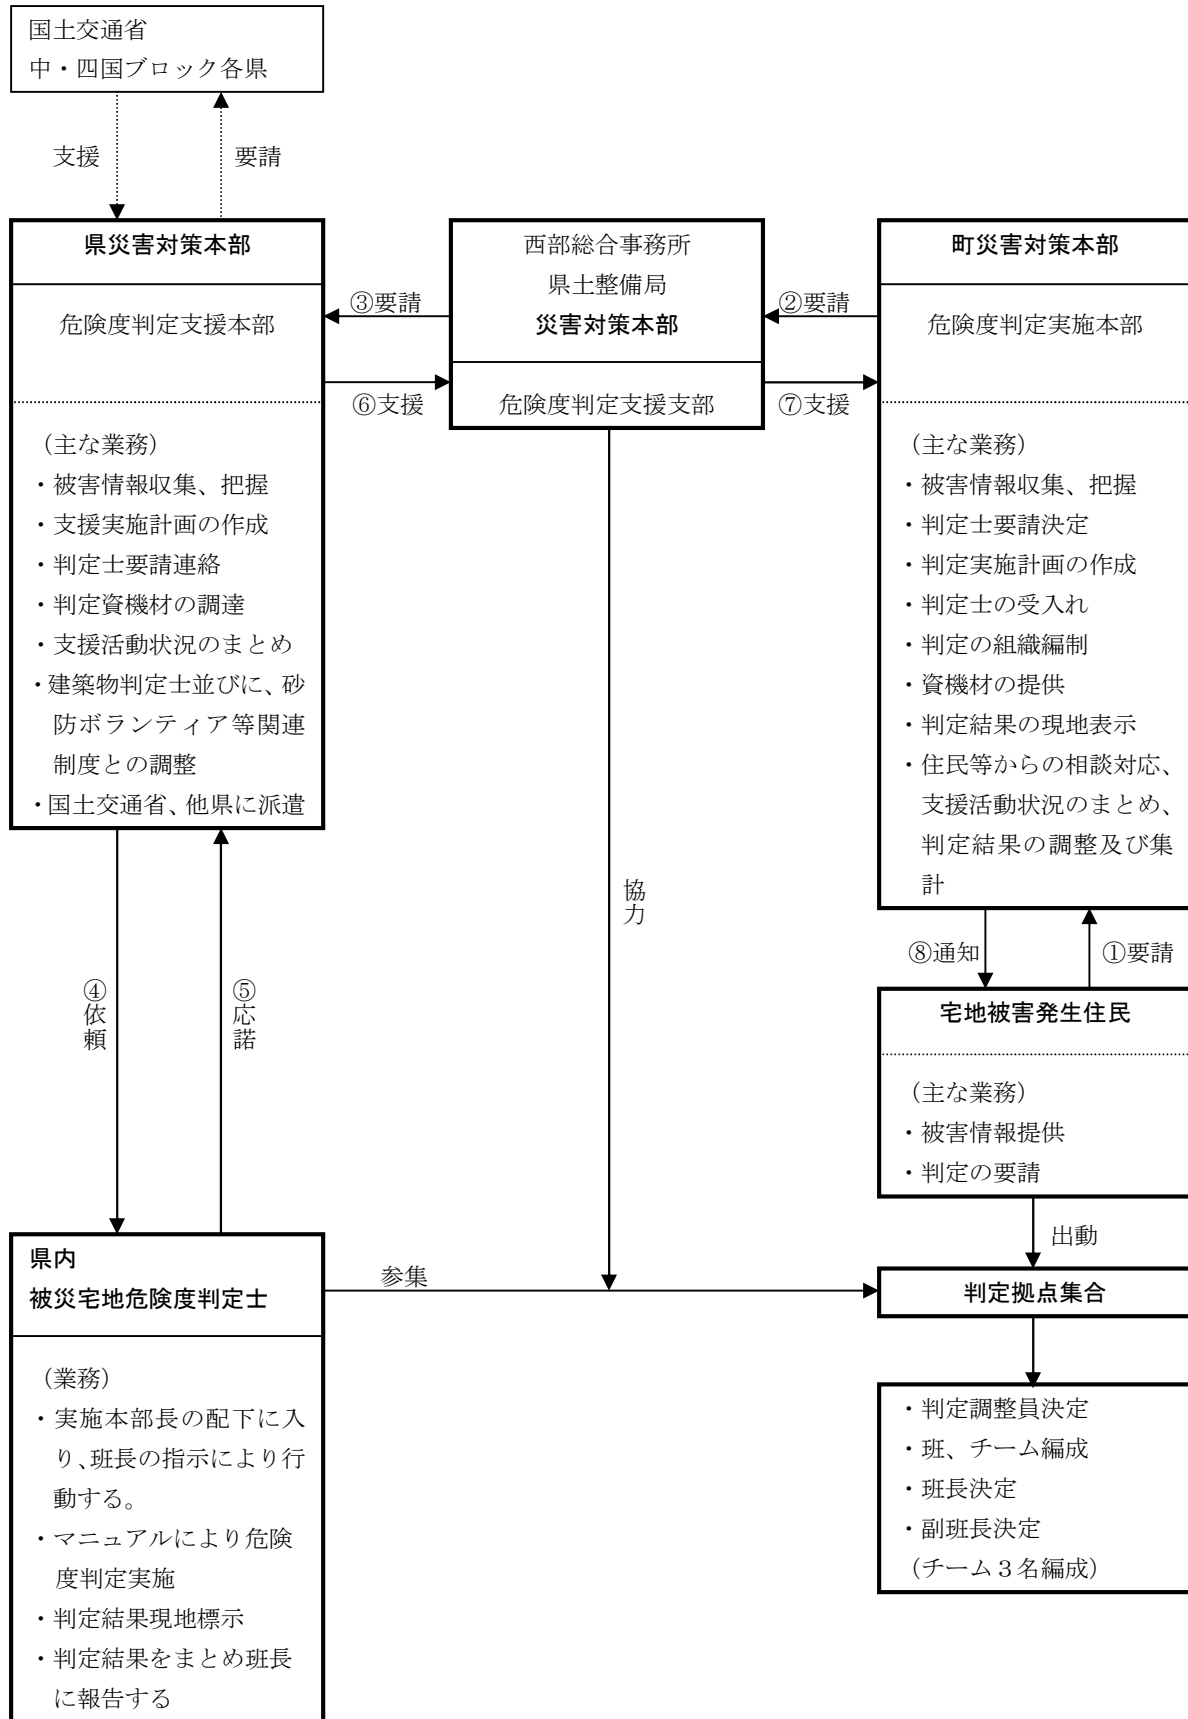 国土交通省
中・四国ブロック各県
支援
要請
県災害対策本部
危険度判定支援本部
（主な業務）
・被害情報収集、把握
・支援実施計画の作成
・判定士要請連絡
・判定資機材の調達
・支援活動状況のまとめ
・建築物判定士並びに、砂
防ボランティア等関連
制度との調整
・国土交通省、他県に派遣
③要請
⑥支援
西部総合事務所
県土整備局
災害対策本部
危険度判定支援支部
②要請
⑦支援
町災害対策本部
危険度判定実施本部
（主な業務）
・被害情報収集、把握
・判定士要請決定
・判定実施計画の作成
・判定士の受入れ
・判定の組織編制
・資機材の提供
・判定結果の現地表示
・住民等からの相談対応、
支援活動状況のまとめ、
判定結果の調整及び集
計
協力
⑧通知
①要請
④依頼
⑤応諾
宅地被害発生住民
（主な業務）
・被害情報提供
・判定の要請
出動
県内
被災宅地危険度判定士
（業務）
・実施本部長の配下に入
り、班長の指示により行
動する。
・マニュアルにより危険
度判定実施
・判定結果現地標示
・判定結果をまとめ班長
に報告する
参集
判定拠点集合
・判定調整員決定
・班、チーム編成
・班長決定
・副班長決定
（チーム３名編成）